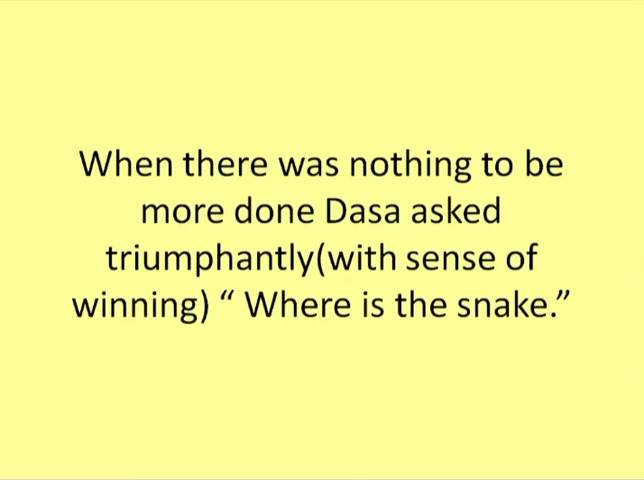 When there was nothing to be
more done Dasa asked
triumphantly(with sense of
winning) “ Where is the snake.”